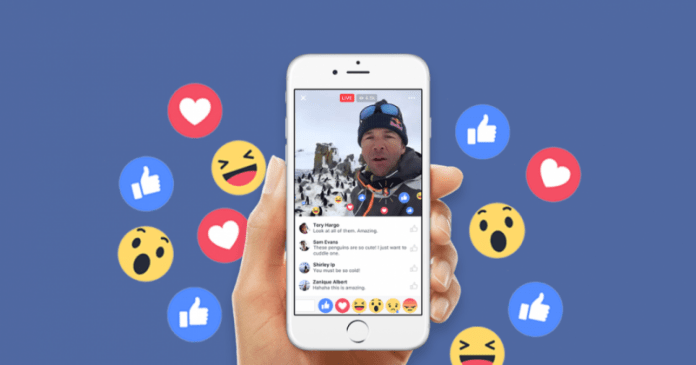 LIVE
Tery Hargo
Look at all of them. Amazing.
Sam Evans
These penguins are so cute! I just want to
cuddle one.
Shirley Ip
You must be so cold!
Zanique Albert
Hahaha this is amazing.